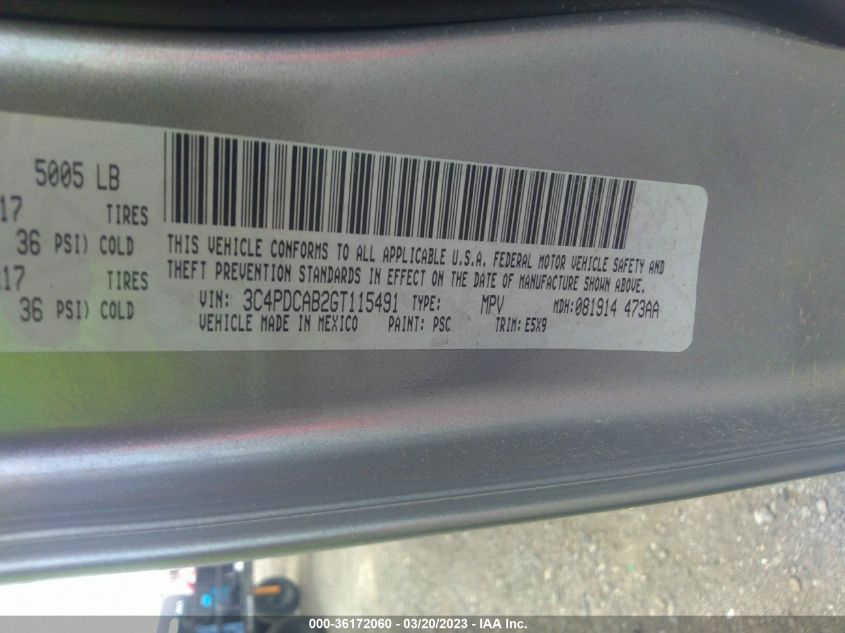 5005 LB
17 TIRES
36 PSI) COLD
17 TIRES
36 PSI) COLD
THIS VEHICLE CONFORMS TO ALL APPLICABLE U.S.A. FEDERAL MOTOR VEHICLE SAFETY AND
THEFT PREVENTION STANDARDS IN EFFECT ON THE DATE OF MANUFACTURE SHOWN ABOVE.
VIN: 3C4PDCAB2GT115491 TYPE: MPV MDH:081914 473AA
VEHICLE MADE IN MEXICO PAINT: PSC TRIM: E5X9
000-36172060 - 03/20/2023 - IAA Inc.